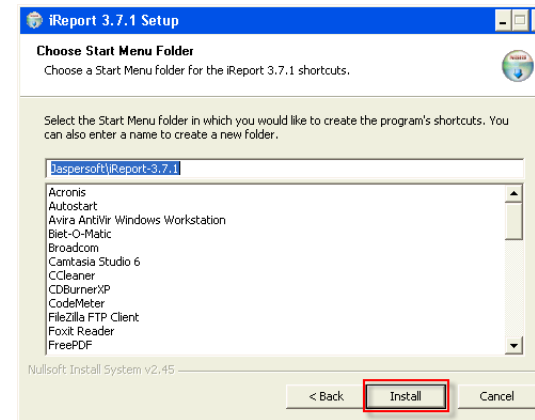 iReport 3.7.1 Setup
Choose Start Menu Folder
Choose a Start Menu folder for the iReport 3.7.1 shortcuts.
Select the Start Menu folder in which you would like to create the program's shortcuts. You
can also enter a name to create a new folder.
Jaspersoft\iReport-3.7.1
Acronis
Autostart
Avira AntiVir Windows Workstation
Biet-O-Matic
Broadcom
Camtasia Studio 6
CCleaner
CDBurnerXP
CodeMeter
FileZilla FTP Client
Foxit Reader
FreePDF
Nullsoft Install System v2.45
< Back Install Cancel